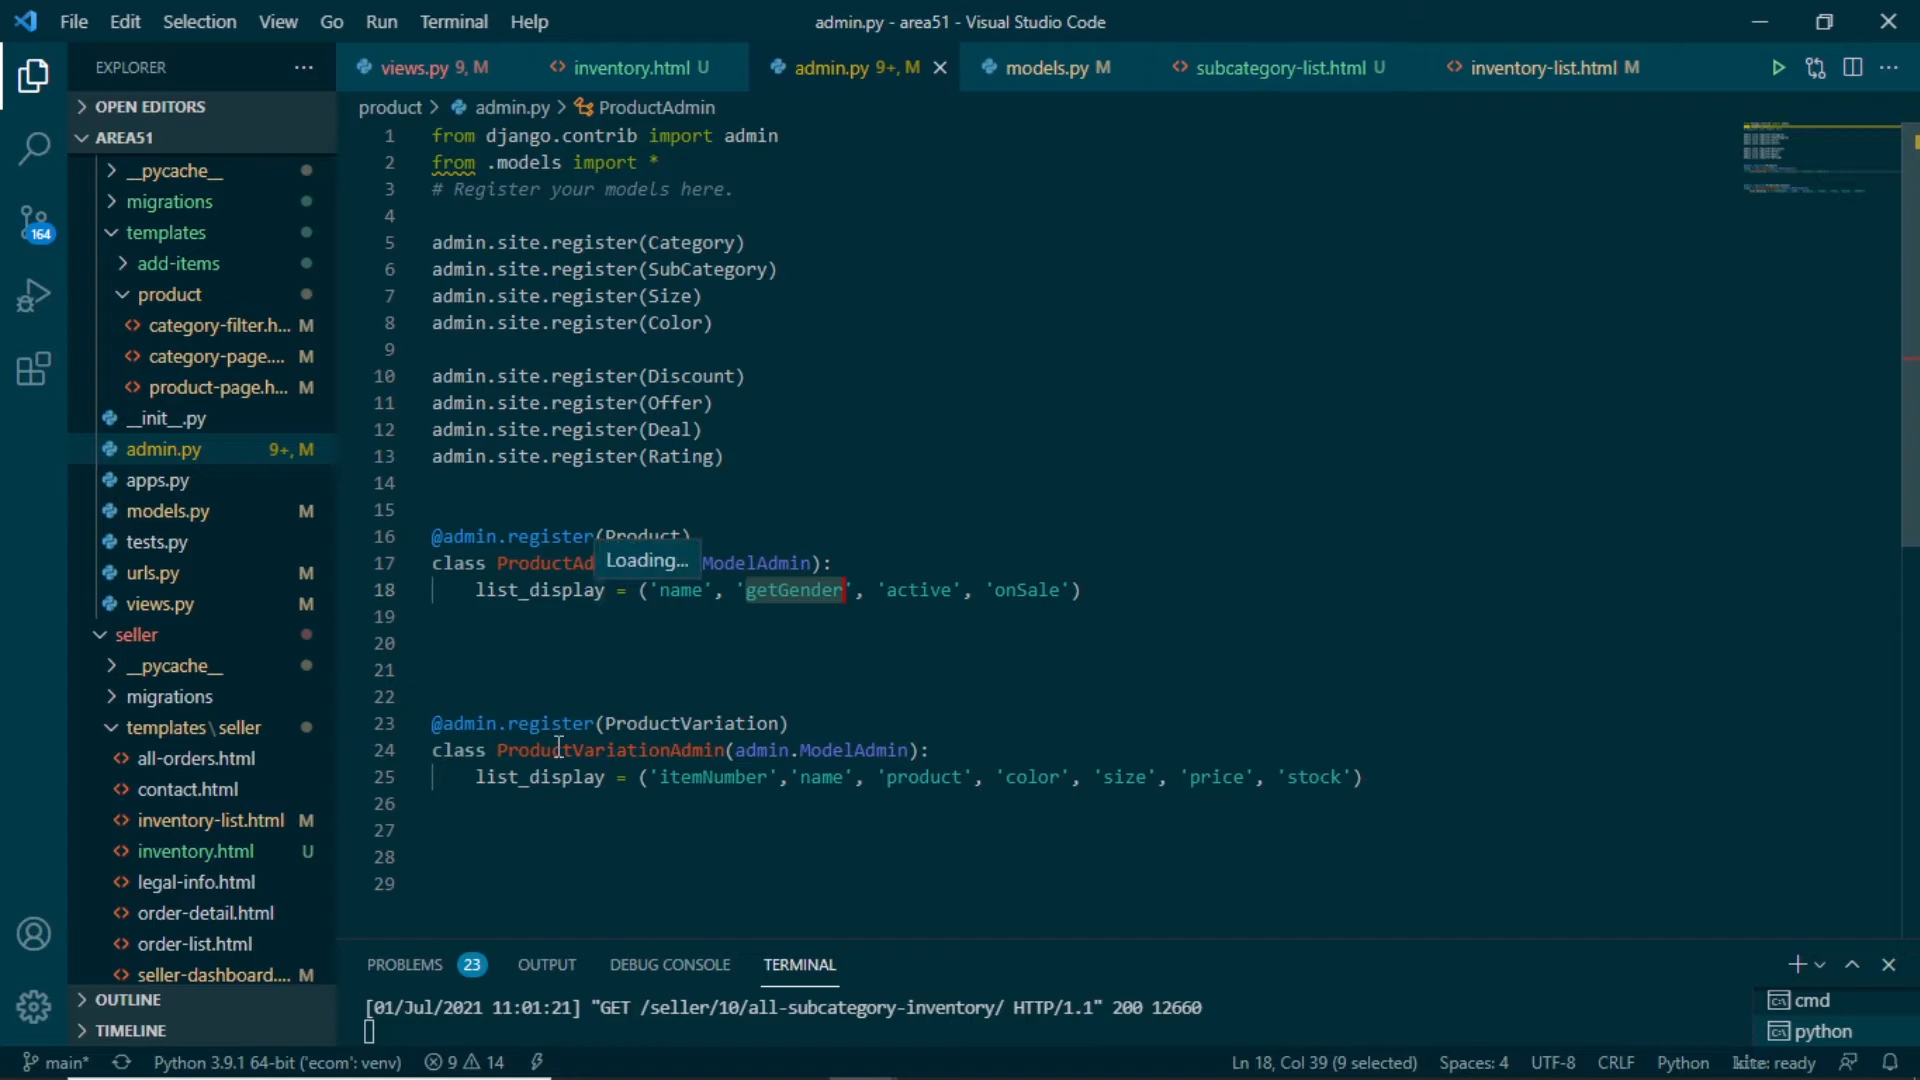 File Edit Selection View Go Run Terminal Help
admin.py - area51 - Visual Studio Code
EXPLORER
views.py 9, M
inventory.html U
admin.py 9+, M
models.py M
subcategory-list.html U
inventory-list.html M
OPEN EDITORS
AREA51
product > admin.py > ProductAdmin
__pycache__
migrations
templates
add-items
product
category-filter.h... M
category-page.... M
product-page.h... M
__init__.py
admin.py 9+, M
apps.py
models.py M
tests.py
urls.py M
views.py M
seller
__pycache__
migrations
templates\seller
all-orders.html
contact.html
inventory-list.html M
inventory.html U
legal-info.html
order-detail.html
order-list.html
seller-dashboard.... M
OUTLINE
TIMELINE
164
1 from django.contrib import admin
2 from .models import *
3 # Register your models here.
4
5 admin.site.register(Category)
6 admin.site.register(SubCategory)
7 admin.site.register(Size)
8 admin.site.register(Color)
9
10 admin.site.register(Discount)
11 admin.site.register(Offer)
12 admin.site.register(Deal)
13 admin.site.register(Rating)
14
15
16 @admin.register(Product)
Loading...
17 class ProductAd ModelAdmin):
18 list_display = ('name', 'getGender', 'active', 'onSale')
19
20
21
22
23 @admin.register(ProductVariation)
24 class ProductVariationAdmin(admin.ModelAdmin):
25 list_display = ('itemNumber','name', 'product', 'color', 'size', 'price', 'stock')
26
27
28
29
PROBLEMS 23 OUTPUT DEBUG CONSOLE TERMINAL
[01/Jul/2021 11:01:21] "GET /seller/10/all-subcategory-inventory/ HTTP/1.1" 200 12660
cmd
python
main* Python 3.9.1 64-bit ('ecom': venv) 9 14 Ln 18, Col 39 (9 selected) Spaces: 4 UTF-8 CRLF Python kite: ready